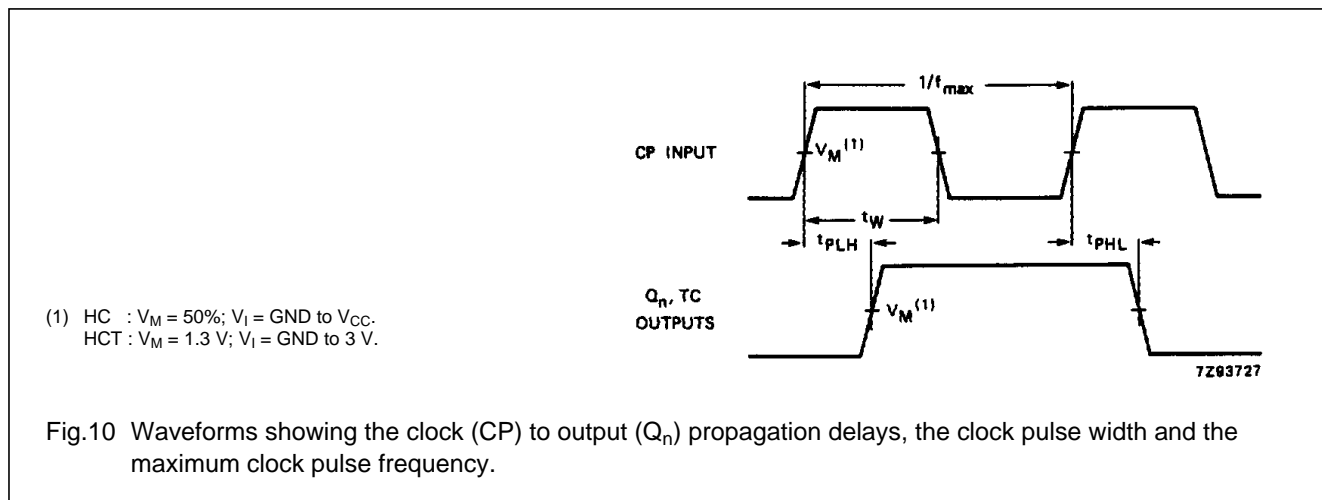 1/fmax
CP INPUT
VM(1)
tW
tPLH
tPHL
Qn, TC
OUTPUTS
VM(1)
7Z93727
(1) HC : VM = 50%; VI = GND to VCC.
HCT : VM = 1.3 V; VI = GND to 3 V.
Fig.10 Waveforms showing the clock (CP) to output (Qn) propagation delays, the clock pulse width and the
maximum clock pulse frequency.